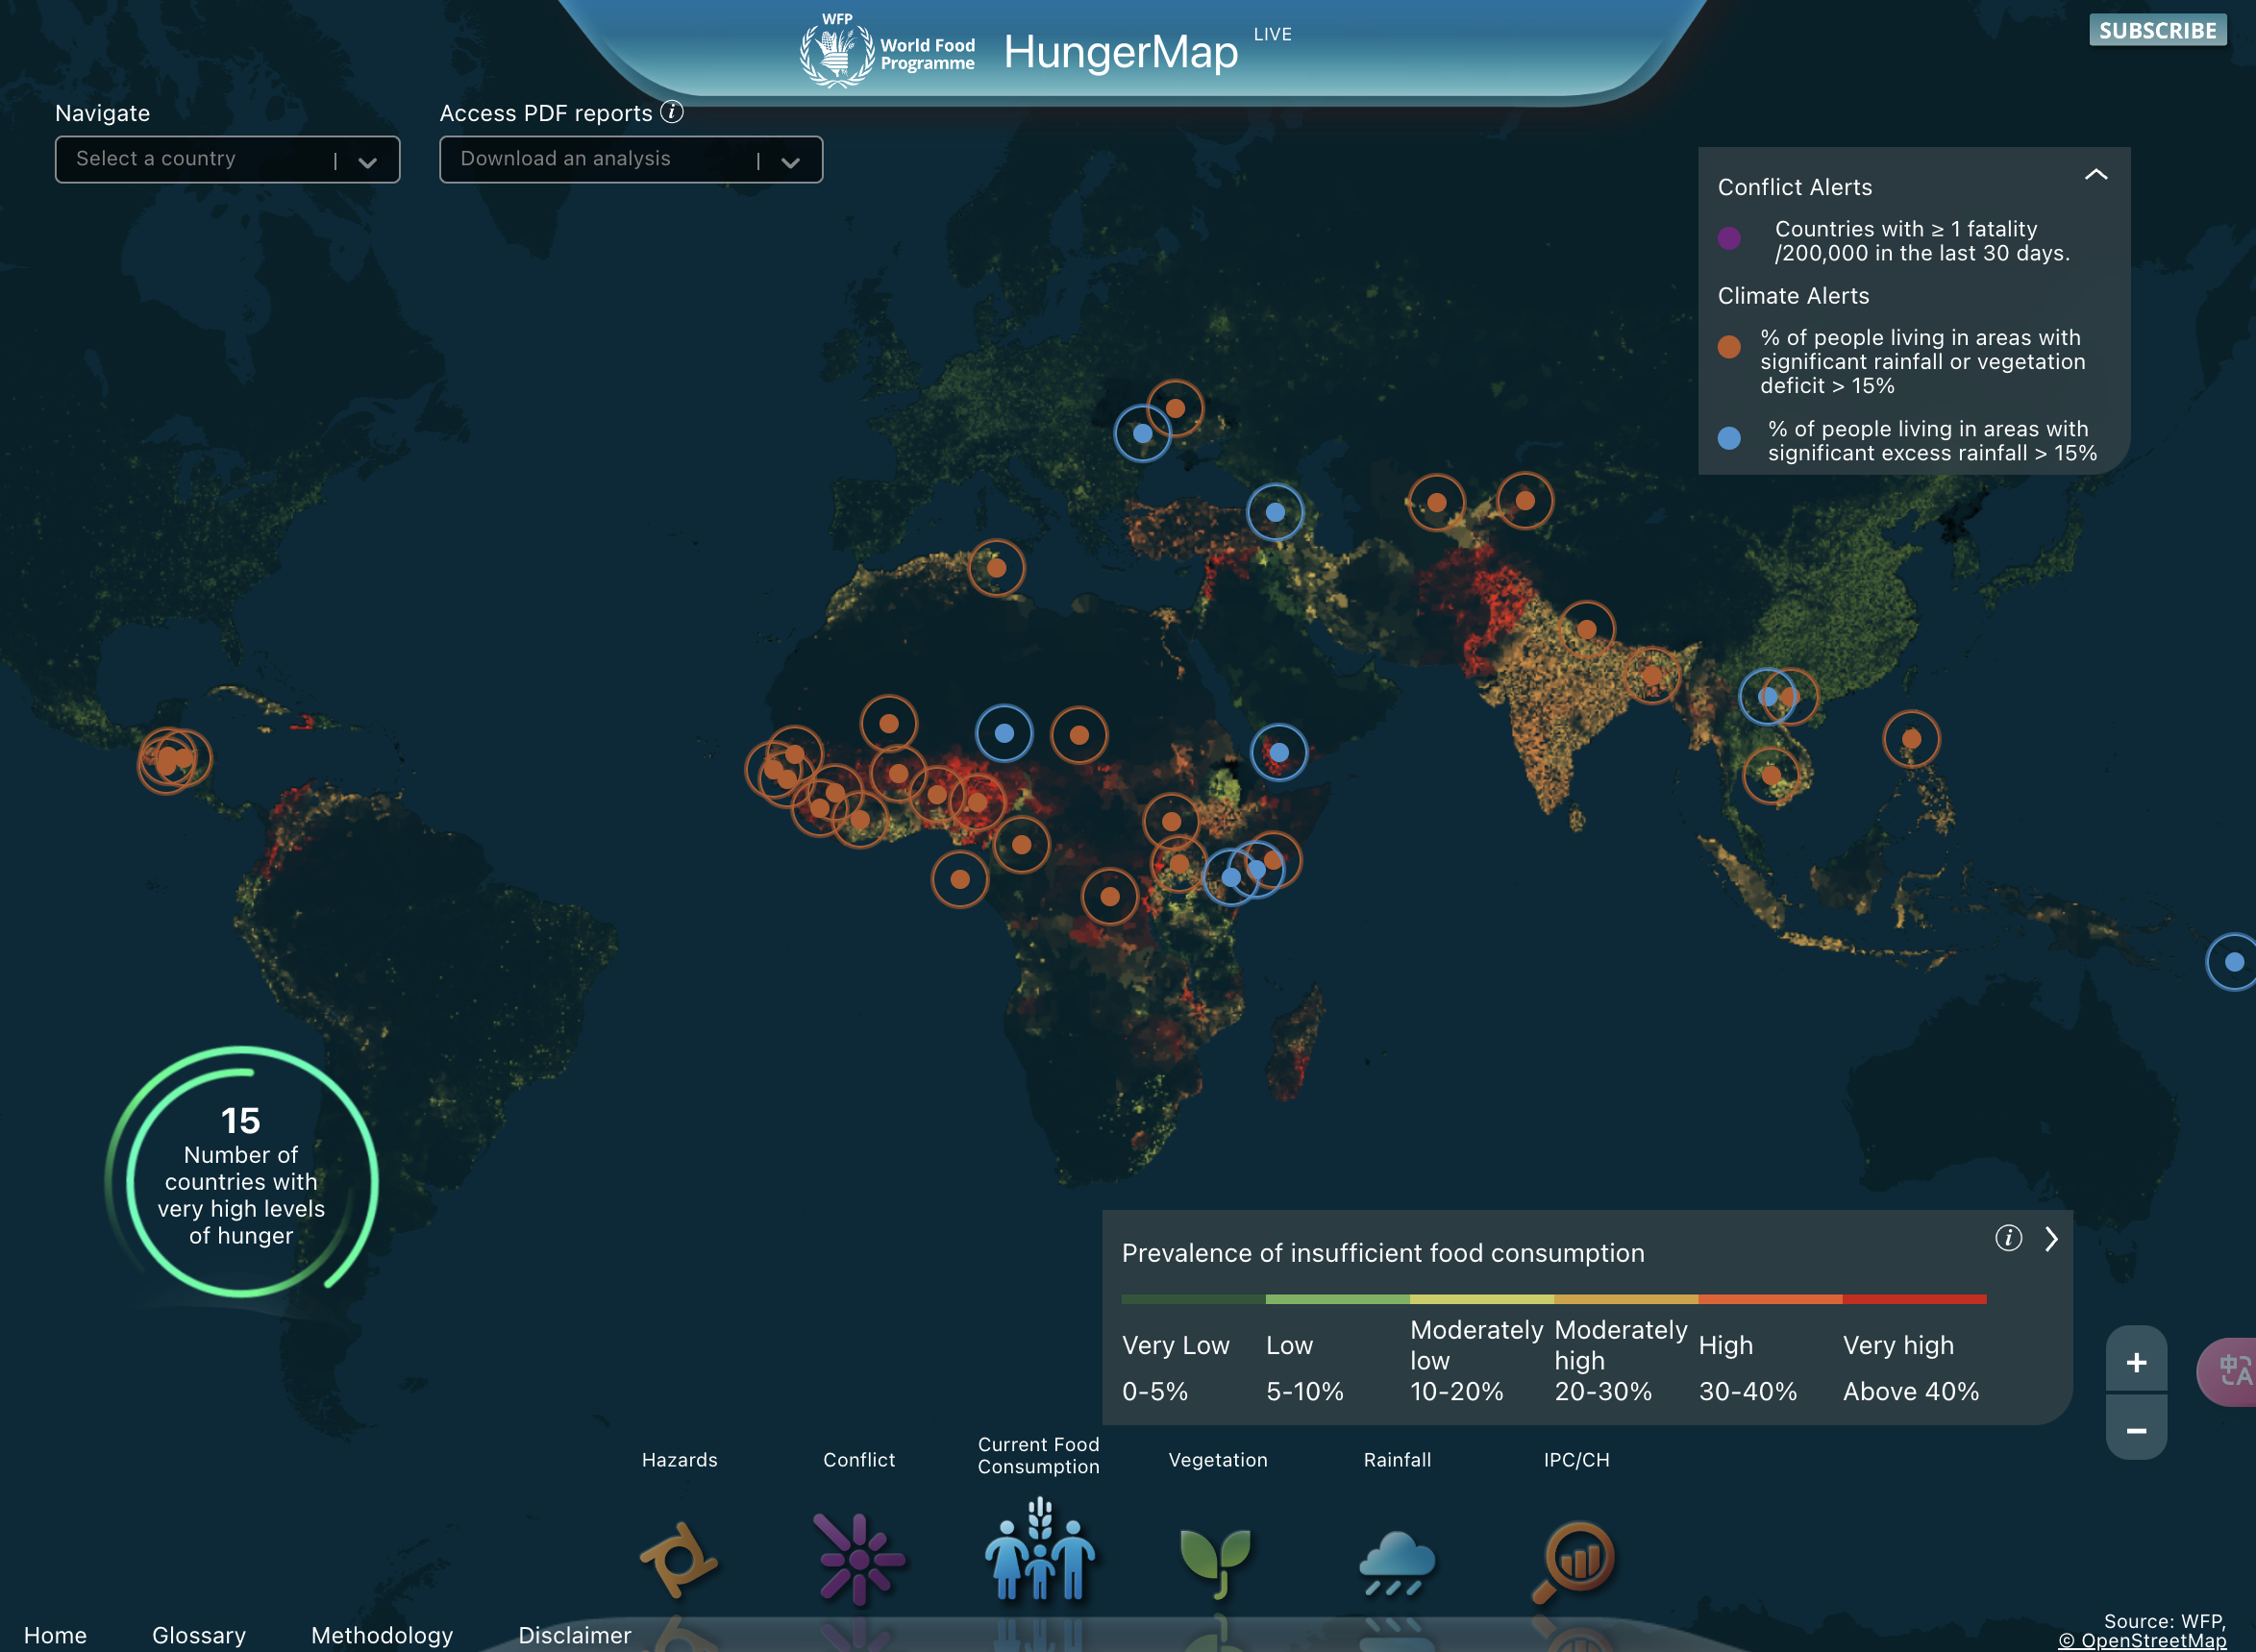 WFP
World Food
Programme
HungerMap
LIVE
SUBSCRIBE
Navigate
Select a country
Access PDF reports
Download an analysis
Conflict Alerts
Countries with ≥ 1 fatality
/200,000 in the last 30 days.
Climate Alerts
% of people living in areas with
significant rainfall or vegetation
deficit > 15%
% of people living in areas with
significant excess rainfall > 15%
15
Number of
countries with
very high levels
of hunger
Prevalence of insufficient food consumption
Very Low
0-5%
Low
5-10%
Moderately
low
10-20%
Moderately
high
20-30%
High
30-40%
Very high
Above 40%
+
−
中
A
Hazards
Conflict
Current Food
Consumption
Vegetation
Rainfall
IPC/CH
Home
Glossary
Methodology
Disclaimer
Source: WFP,
© OpenStreetMap